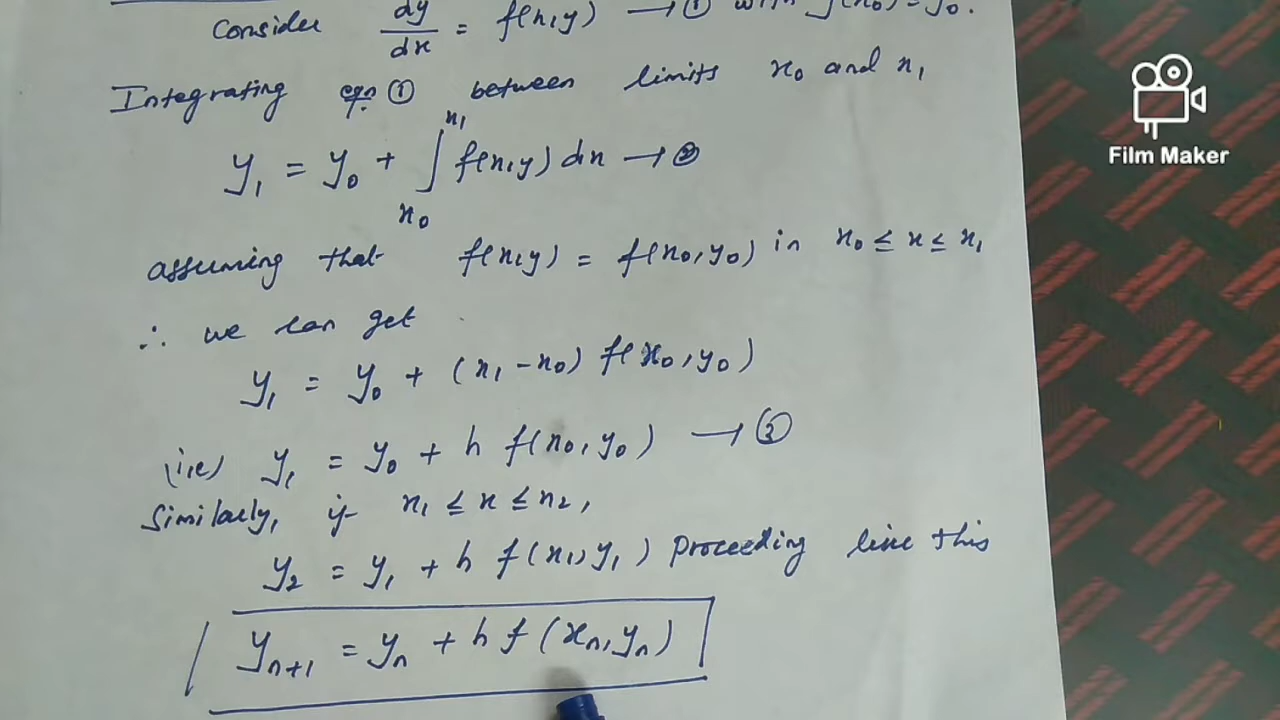 Consider dy/dx = f(x,y) → ① with y(x₀) = y₀.
Integrating eqn ① between limits x₀ and x₁
y₁ = y₀ + ∫_{x₀}^{x₁} f(x,y) dx → ②
assuming that f(x,y) = f(x₀,y₀) in x₀ ≤ x ≤ x₁
∴ we can get
y₁ = y₀ + (x₁ - x₀) f(x₀,y₀)
(i.e) y₁ = y₀ + h f(x₀,y₀) → ③
Similarly, if x₁ ≤ x ≤ x₂,
y₂ = y₁ + h f(x₁,y₁) Proceeding like this
yₙ₊₁ = yₙ + h f(xₙ,yₙ)
Film Maker